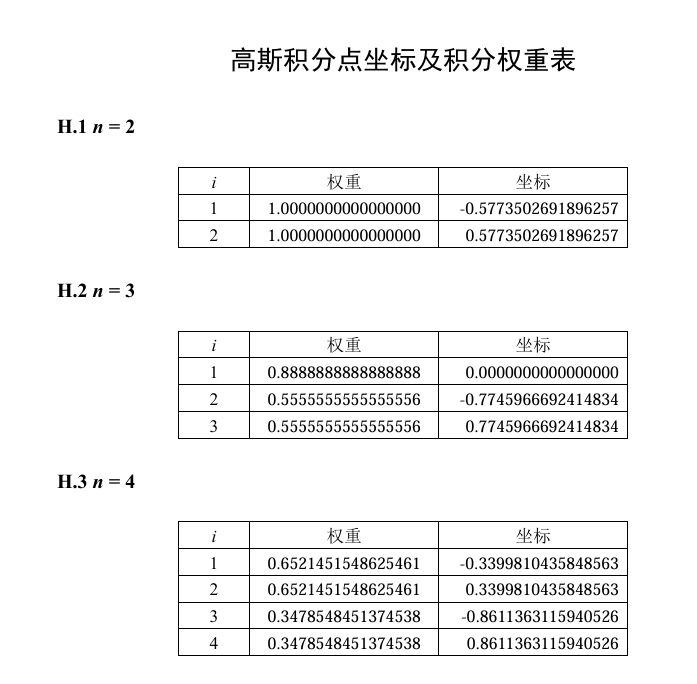 高斯积分点坐标及积分权重表
H.1 n = 2
i 权重 坐标
1 1.0000000000000000 -0.5773502691896257
2 1.0000000000000000 0.5773502691896257
H.2 n = 3
i 权重 坐标
1 0.8888888888888888 0.0000000000000000
2 0.5555555555555556 -0.7745966692414834
3 0.5555555555555556 0.7745966692414834
H.3 n = 4
i 权重 坐标
1 0.6521451548625461 -0.3399810435848563
2 0.6521451548625461 0.3399810435848563
3 0.3478548451374538 -0.8611363115940526
4 0.3478548451374538 0.8611363115940526